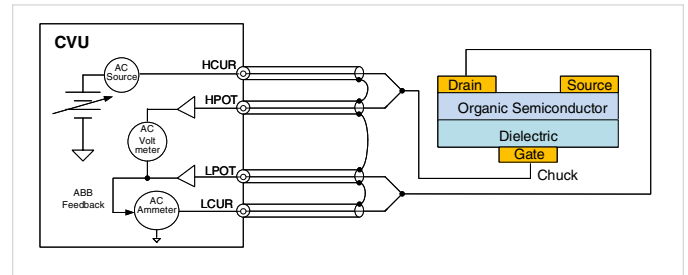 CVU
AC
Source
HCUR
HPOT
AC
Volt
meter
LPOT
ABB
Feedback
AC
Ammeter
LCUR
Drain
Source
Organic Semiconductor
Dielectric
Gate
Chuck